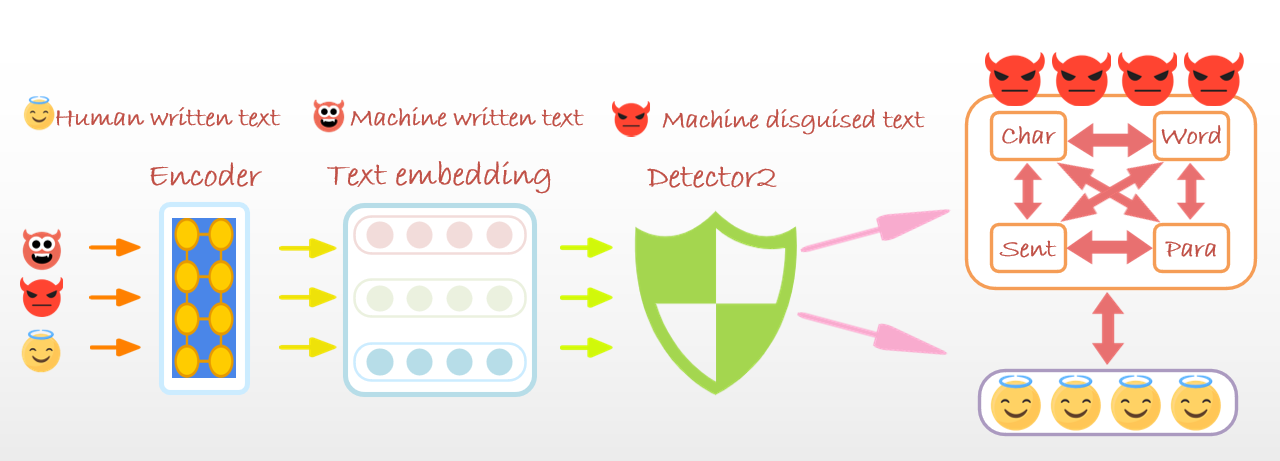 Human written text
Machine written text
Machine disguised text
Encoder
Text embedding
Detector2
Char
Word
Sent
Para